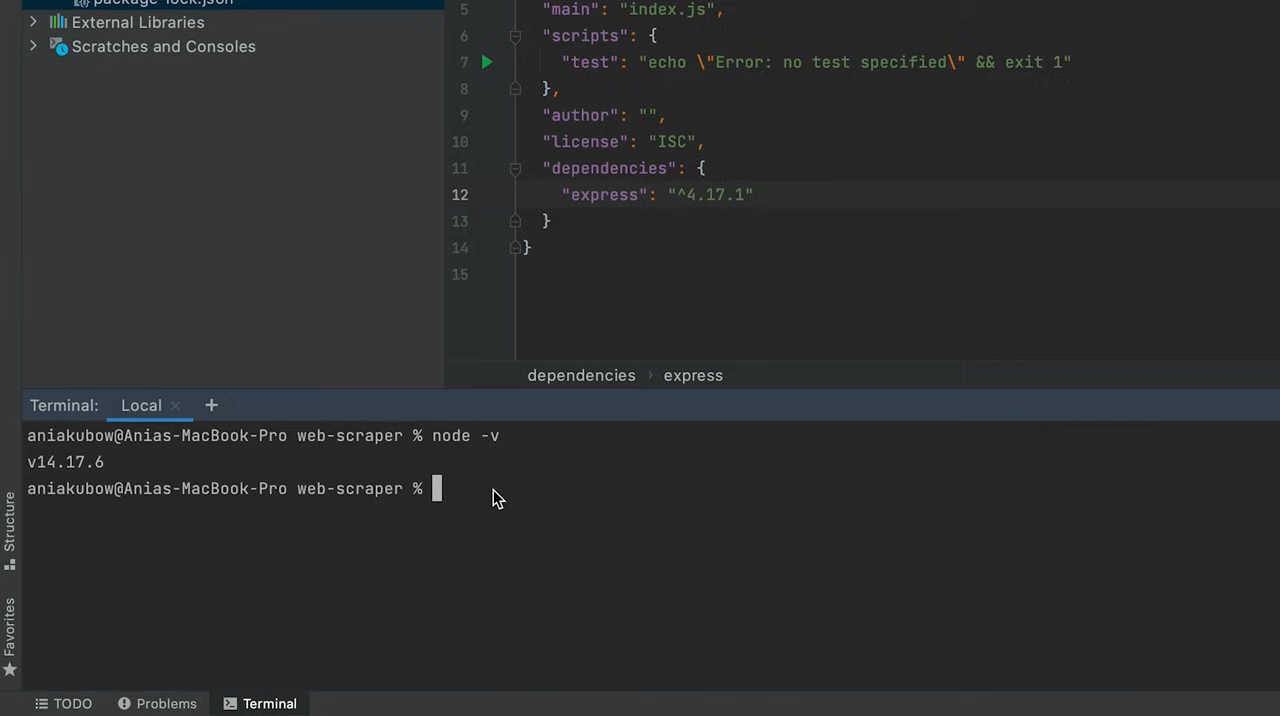 package-lock.json
External Libraries
Scratches and Consoles
5 "main": "index.js",
6 "scripts": {
7 "test": "echo \"Error: no test specified\" && exit 1"
8 },
9 "author": "",
10 "license": "ISC",
11 "dependencies": {
12 "express": "^4.17.1"
13 }
14 }
15
dependencies › express
Terminal: Local × +
aniakubow@Anias-MacBook-Pro web-scraper % node -v
v14.17.6
aniakubow@Anias-MacBook-Pro web-scraper %
Structure
Favorites
TODO Problems Terminal